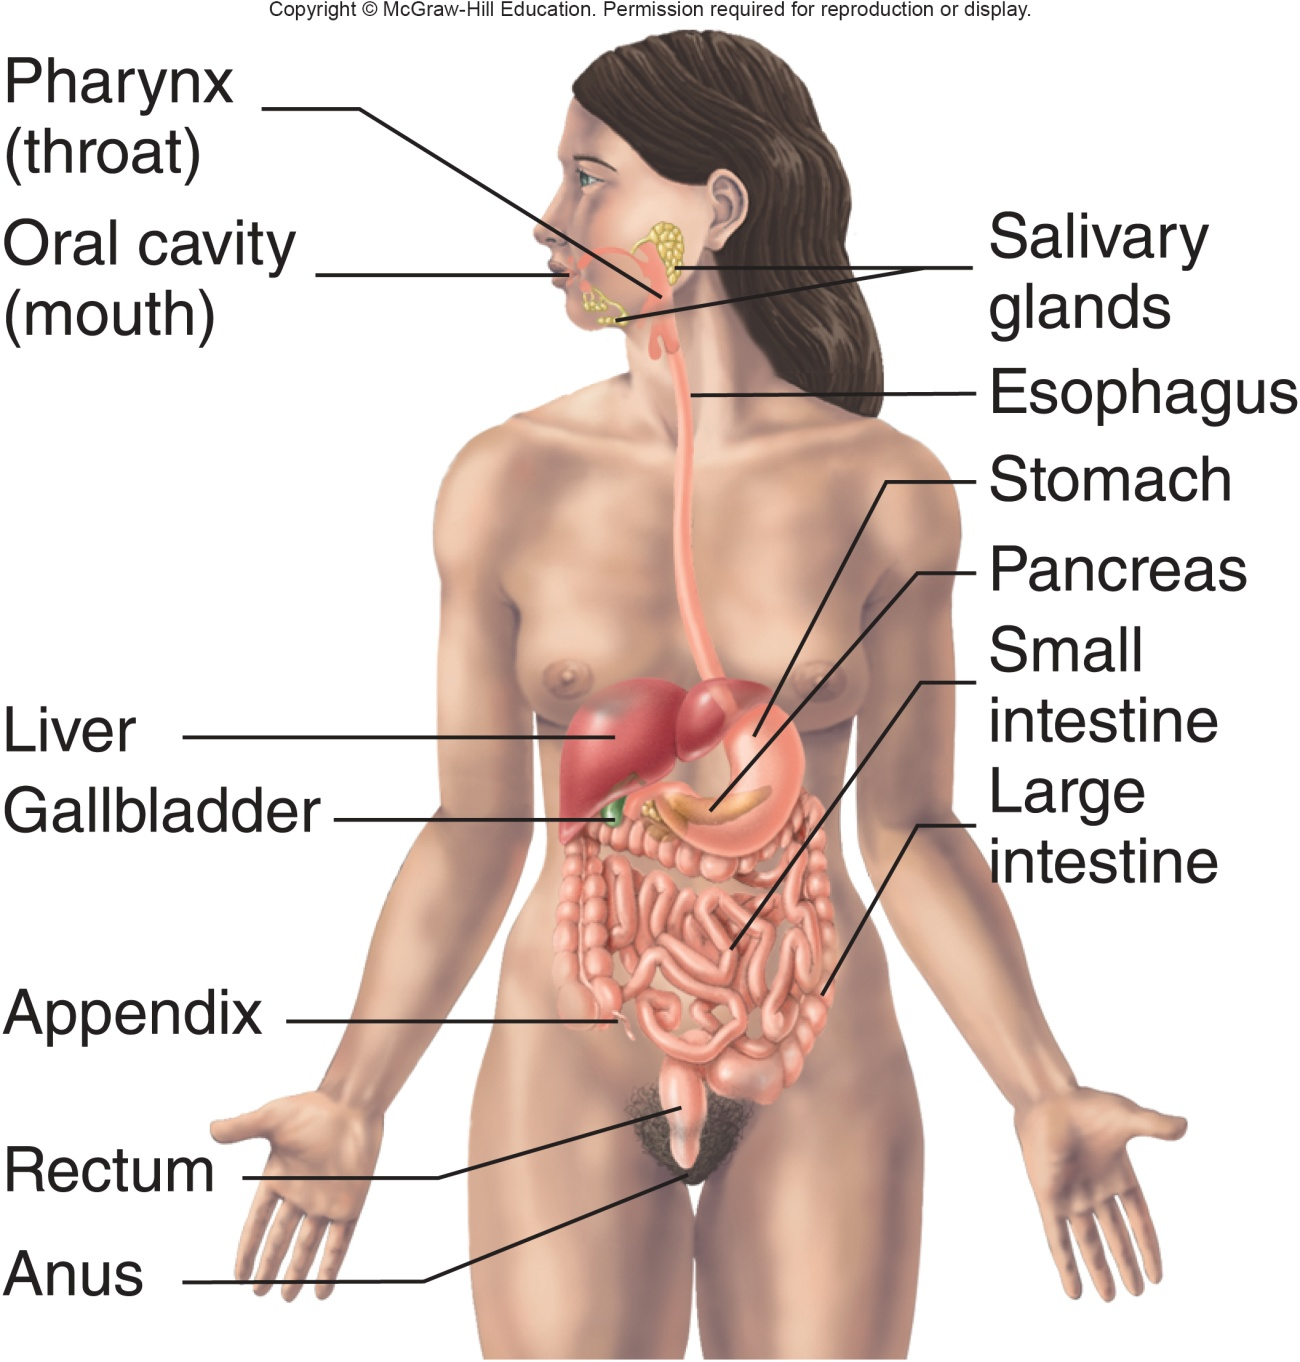 Copyright © McGraw-Hill Education. Permission required for reproduction or display.
Pharynx
(throat)
Oral cavity
(mouth)
Liver
Gallbladder
Appendix
Rectum
Anus
Salivary
glands
Esophagus
Stomach
Pancreas
Small
intestine
Large
intestine